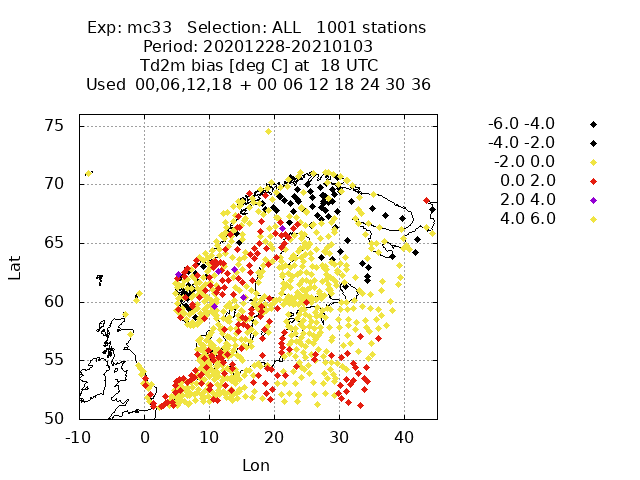 Exp: mc33   Selection: ALL   1001 stations
Period: 20201228-20210103
Td2m bias [deg C] at  18 UTC
Used  00,06,12,18 + 00 06 12 18 24 30 36
-6.0 -4.0
-4.0 -2.0
-2.0 0.0
0.0 2.0
2.0 4.0
4.0 6.0
75
70
65
60
55
50
Lat
-10 0 10 20 30 40
Lon